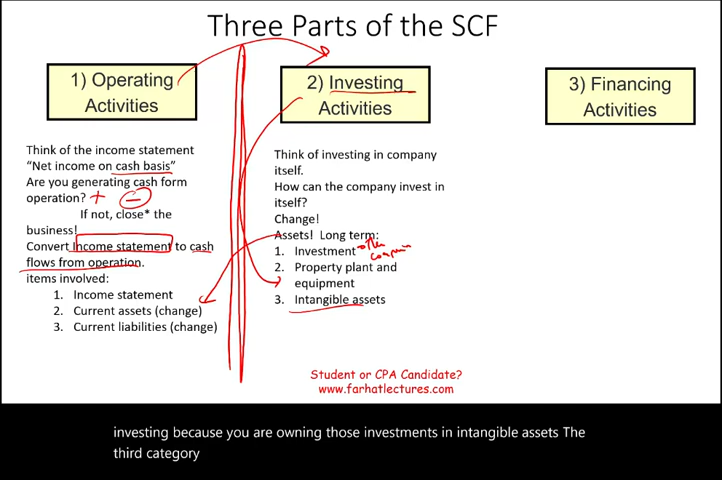 Three Parts of the SCF
1) Operating
Activities
Think of the income statement
"Net income on cash basis"
Are you generating cash form
operation? + −
If not, close* the
business!
Convert Income statement to cash
flows from operation.
items involved:
1. Income statement
2. Current assets (change)
3. Current liabilities (change)
2) Investing
Activities
Think of investing in company
itself.
How can the company invest in
itself?
Change!
Assets! Long term:
1. Investment other
2. Property plant and
equipment
3. Intangible assets
3) Financing
Activities
Student or CPA Candidate?
www.farhatlectures.com
investing because you are owning those investments in intangible assets The
third category